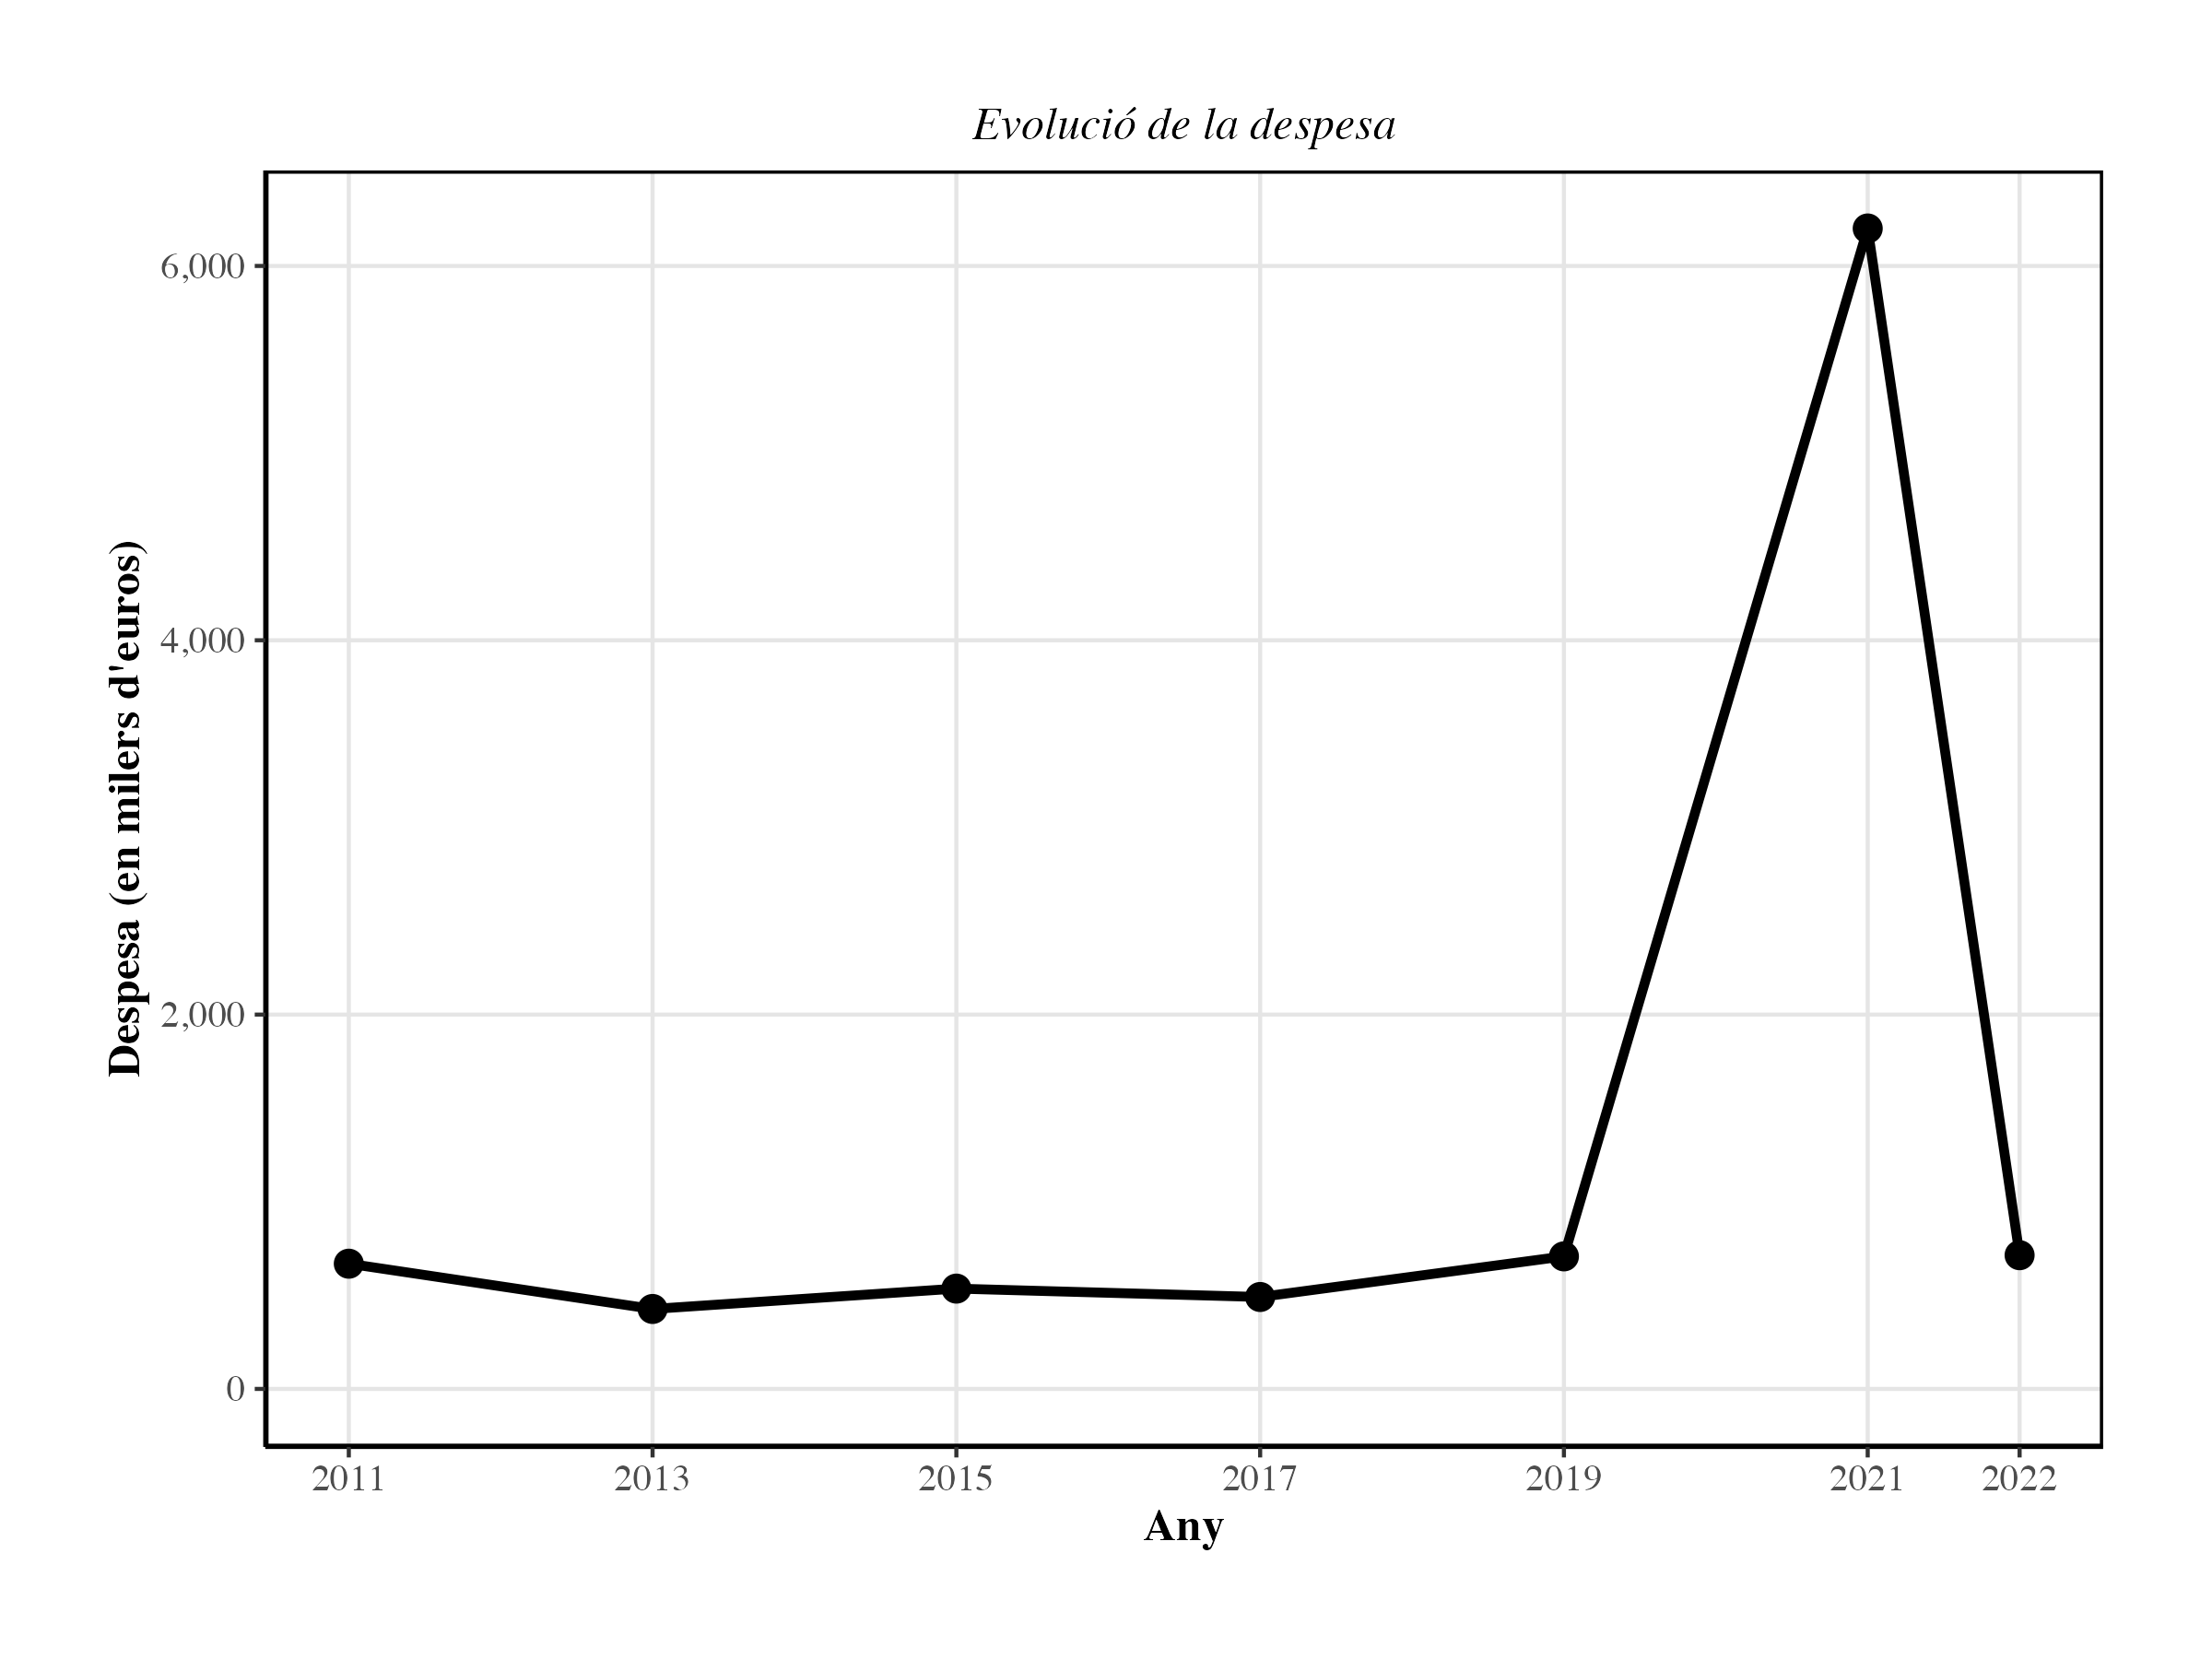 Evolució de la despesa
Despesa (en milers d'euros)
6,000
4,000
2,000
0
2011 2013 2015 2017 2019 2021 2022
Any